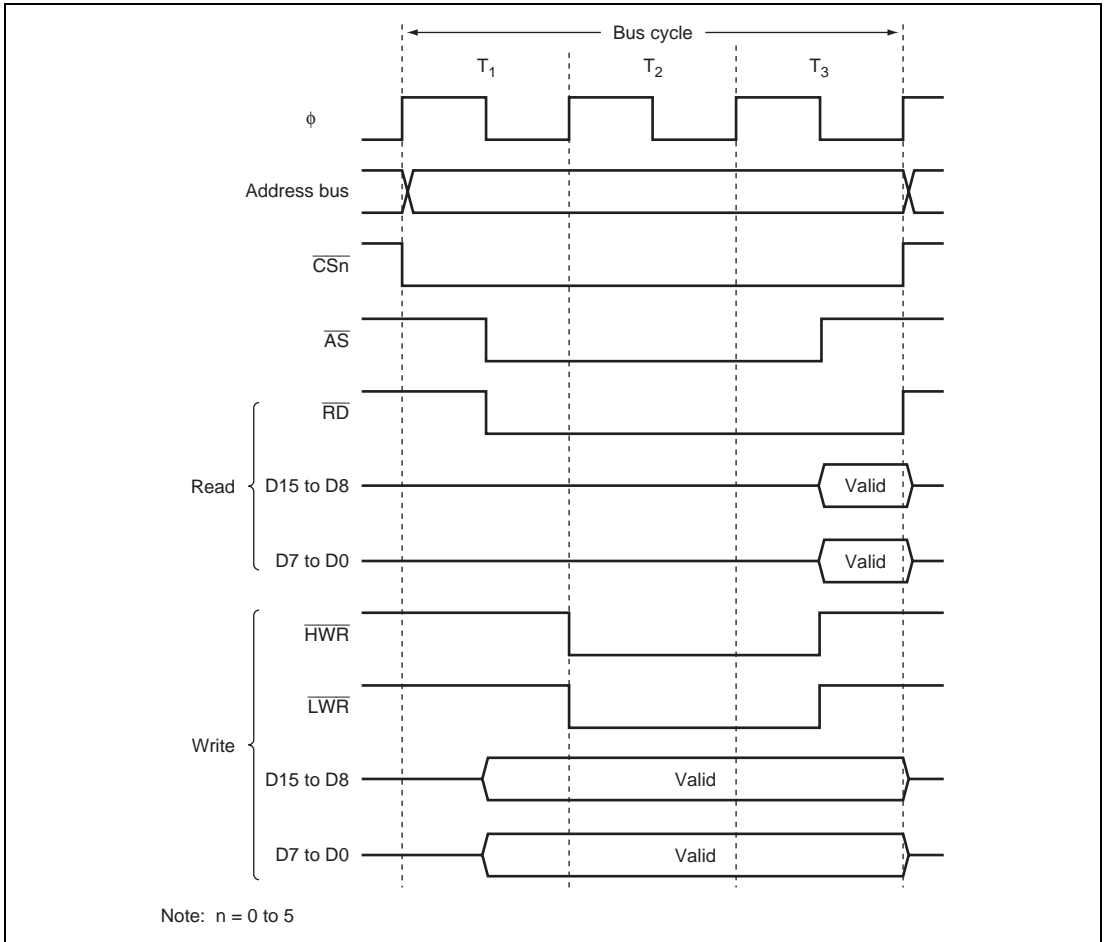 Bus cycle
T1 T2 T3
φ
Address bus
CSn
AS
RD
Read
D15 to D8 Valid
D7 to D0 Valid
HWR
LWR
Write
D15 to D8 Valid
D7 to D0 Valid
Note: n = 0 to 5